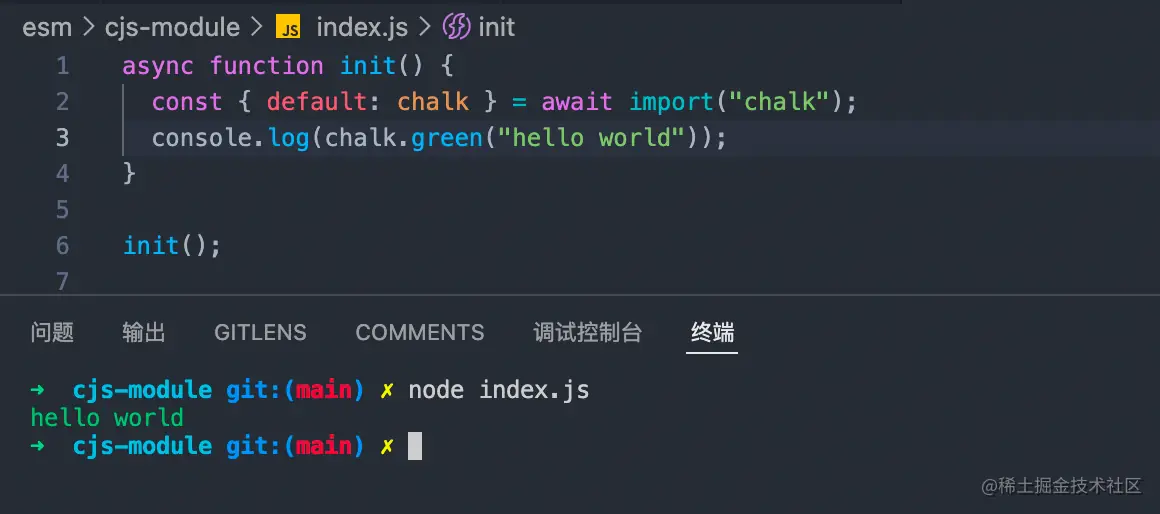 esm > cjs-module > JS index.js > init
1 async function init() {
2   const { default: chalk } = await import("chalk");
3   console.log(chalk.green("hello world"));
4 }
5
6 init();
7
问题 输出 GITLENS COMMENTS 调试控制台 终端
➜  cjs-module git:(main) ✗ node index.js
hello world
➜  cjs-module git:(main) ✗
@稀土掘金技术社区